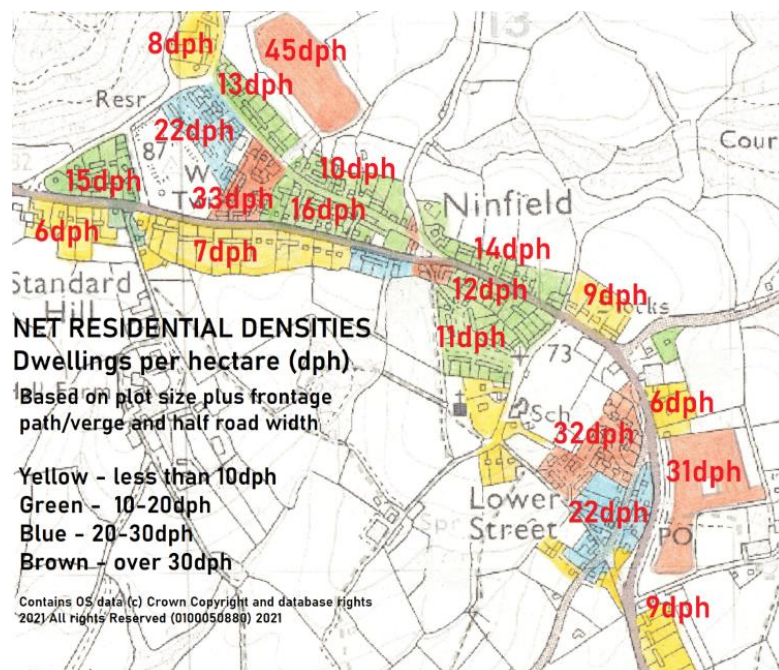 13
8dph
45dph
13dph
Resr
22dph
87
W
33dph
10dph
Cour
15dph
16dph
Ninfield
6dph
7dph
14dph
Standard
Hill
12dph
9dph
11dph
73
NET RESIDENTIAL DENSITIES
Dwellings per hectare (dph)
Based on plot size plus frontage
path/verge and half road width
Sch
6dph
32dph
31dph
Yellow - less than 10dph
Green - 10-20dph
Blue - 20-30dph
Brown - over 30dph
Lower
Street
22dph
PO
Contains OS data (c) Crown Copyright and database rights
2021 All rights Reserved (0100050880) 2021
9dph